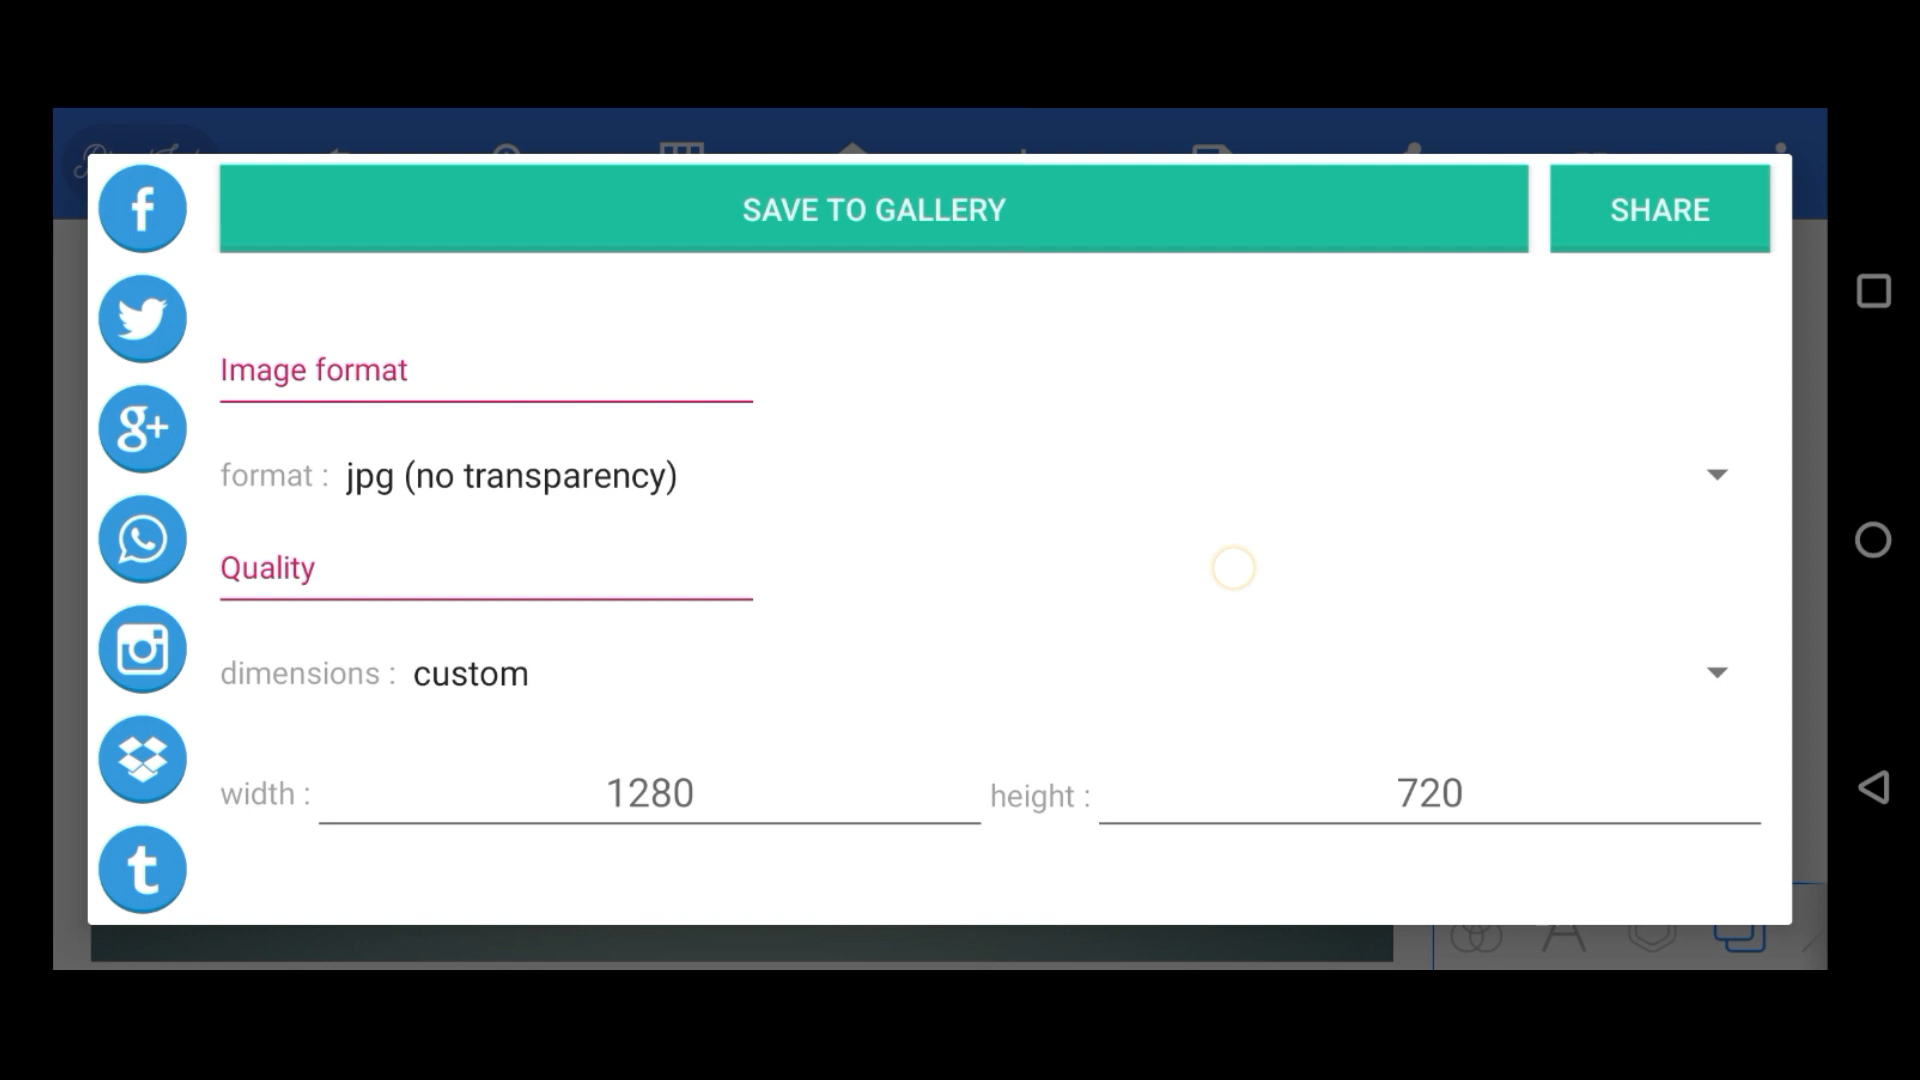 SAVE TO GALLERY
SHARE
Image format
format : jpg (no transparency)
Quality
dimensions : custom
width : 1280 height : 720